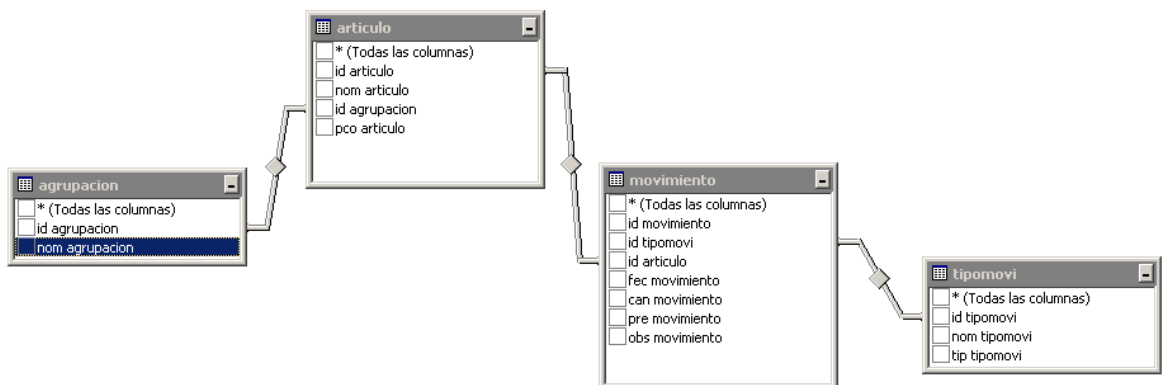 articulo
* (Todas las columnas)
id articulo
nom articulo
id agrupacion
pco articulo
agrupacion
* (Todas las columnas)
id agrupacion
nom agrupacion
movimiento
* (Todas las columnas)
id movimiento
id tipomovi
id articulo
fec movimiento
can movimiento
pre movimiento
obs movimiento
tipomovi
* (Todas las columnas)
id tipomovi
nom tipomovi
tip tipomovi